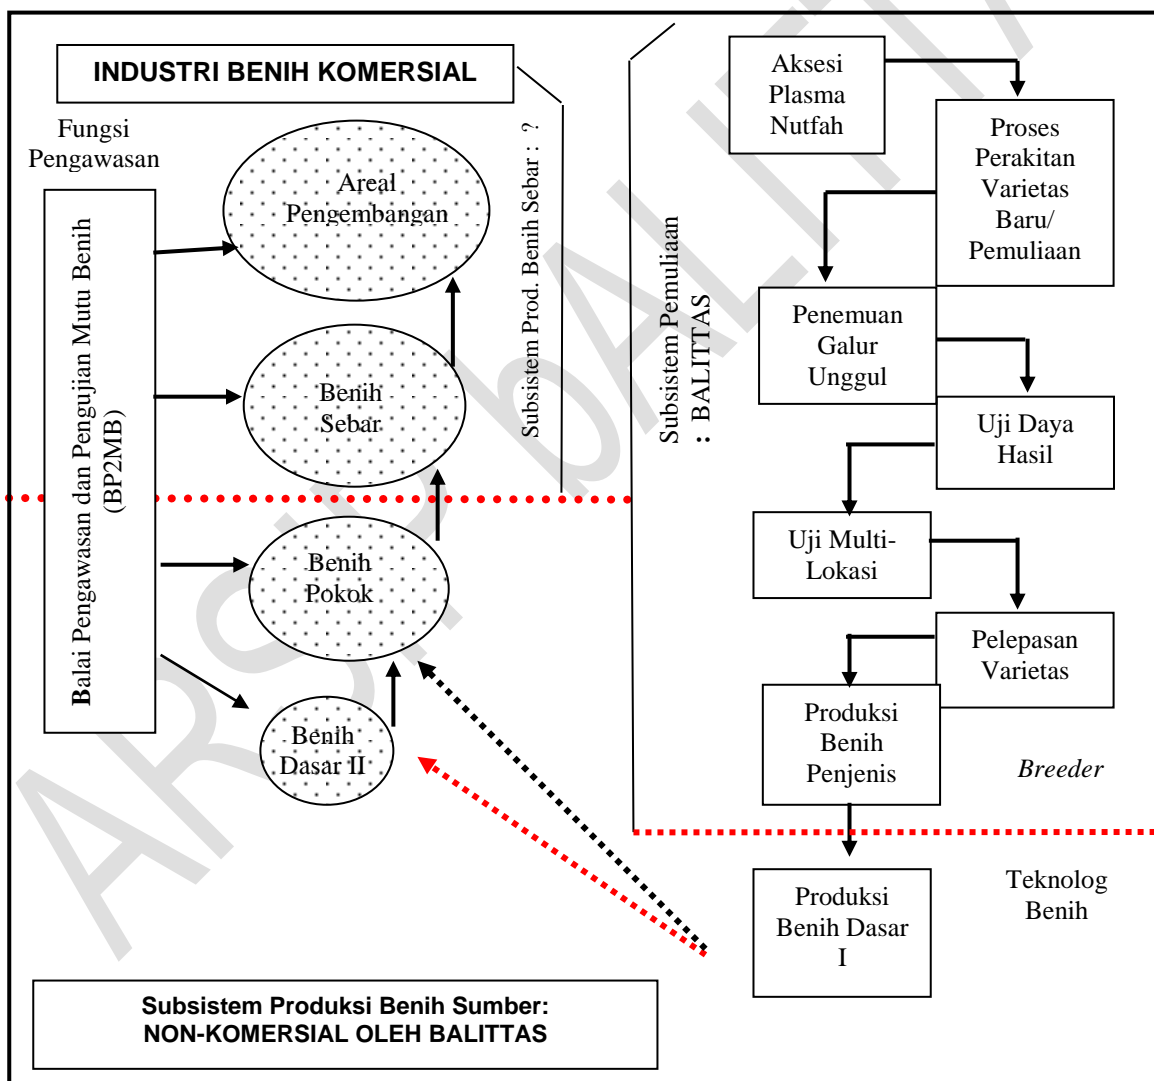 INDUSTRI BENIH KOMERSIAL
Fungsi
Pengawasan
Balai Pengawasan dan Pengujian Mutu Benih
(BP2MB)
Areal
Pengembangan
Benih
Sebar
Benih
Pokok
Benih
Dasar II
Subsistem Prod. Benih Sebar : ?
Subsistem Pemuliaan
: BALITTAS
Aksesi
Plasma
Nutfah
Proses
Perakitan
Varietas
Baru/
Pemuliaan
Penemuan
Galur
Unggul
Uji Daya
Hasil
Uji Multi-
Lokasi
Pelepasan
Varietas
Produksi
Benih
Penjenis
Breeder
Produksi
Benih Dasar
I
Teknolog
Benih
Subsistem Produksi Benih Sumber:
NON-KOMERSIAL OLEH BALITTAS